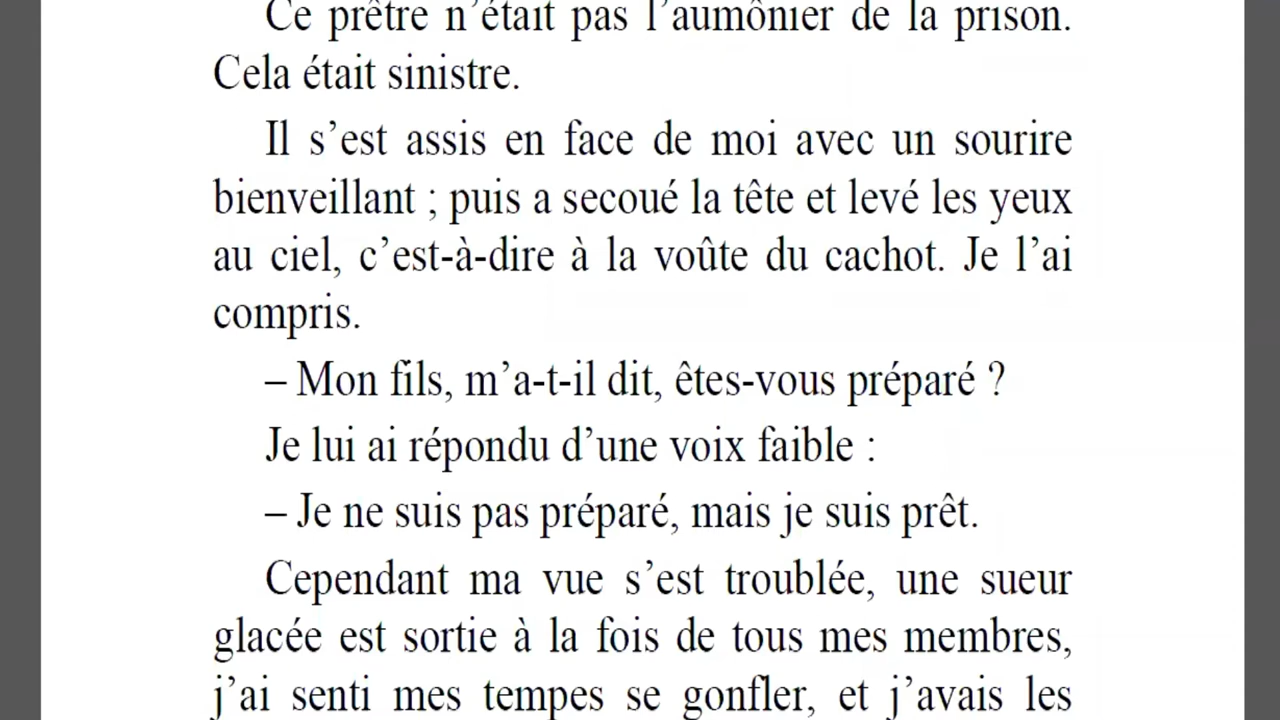 Ce prêtre n’était pas l’aumônier de la prison.
Cela était sinistre.
Il s’est assis en face de moi avec un sourire
bienveillant ; puis a secoué la tête et levé les yeux
au ciel, c’est-à-dire à la voûte du cachot. Je l’ai
compris.
– Mon fils, m’a-t-il dit, êtes-vous préparé ?
Je lui ai répondu d’une voix faible :
– Je ne suis pas préparé, mais je suis prêt.
Cependant ma vue s’est troublée, une sueur
glacée est sortie à la fois de tous mes membres,
j’ai senti mes tempes se gonfler, et j’avais les